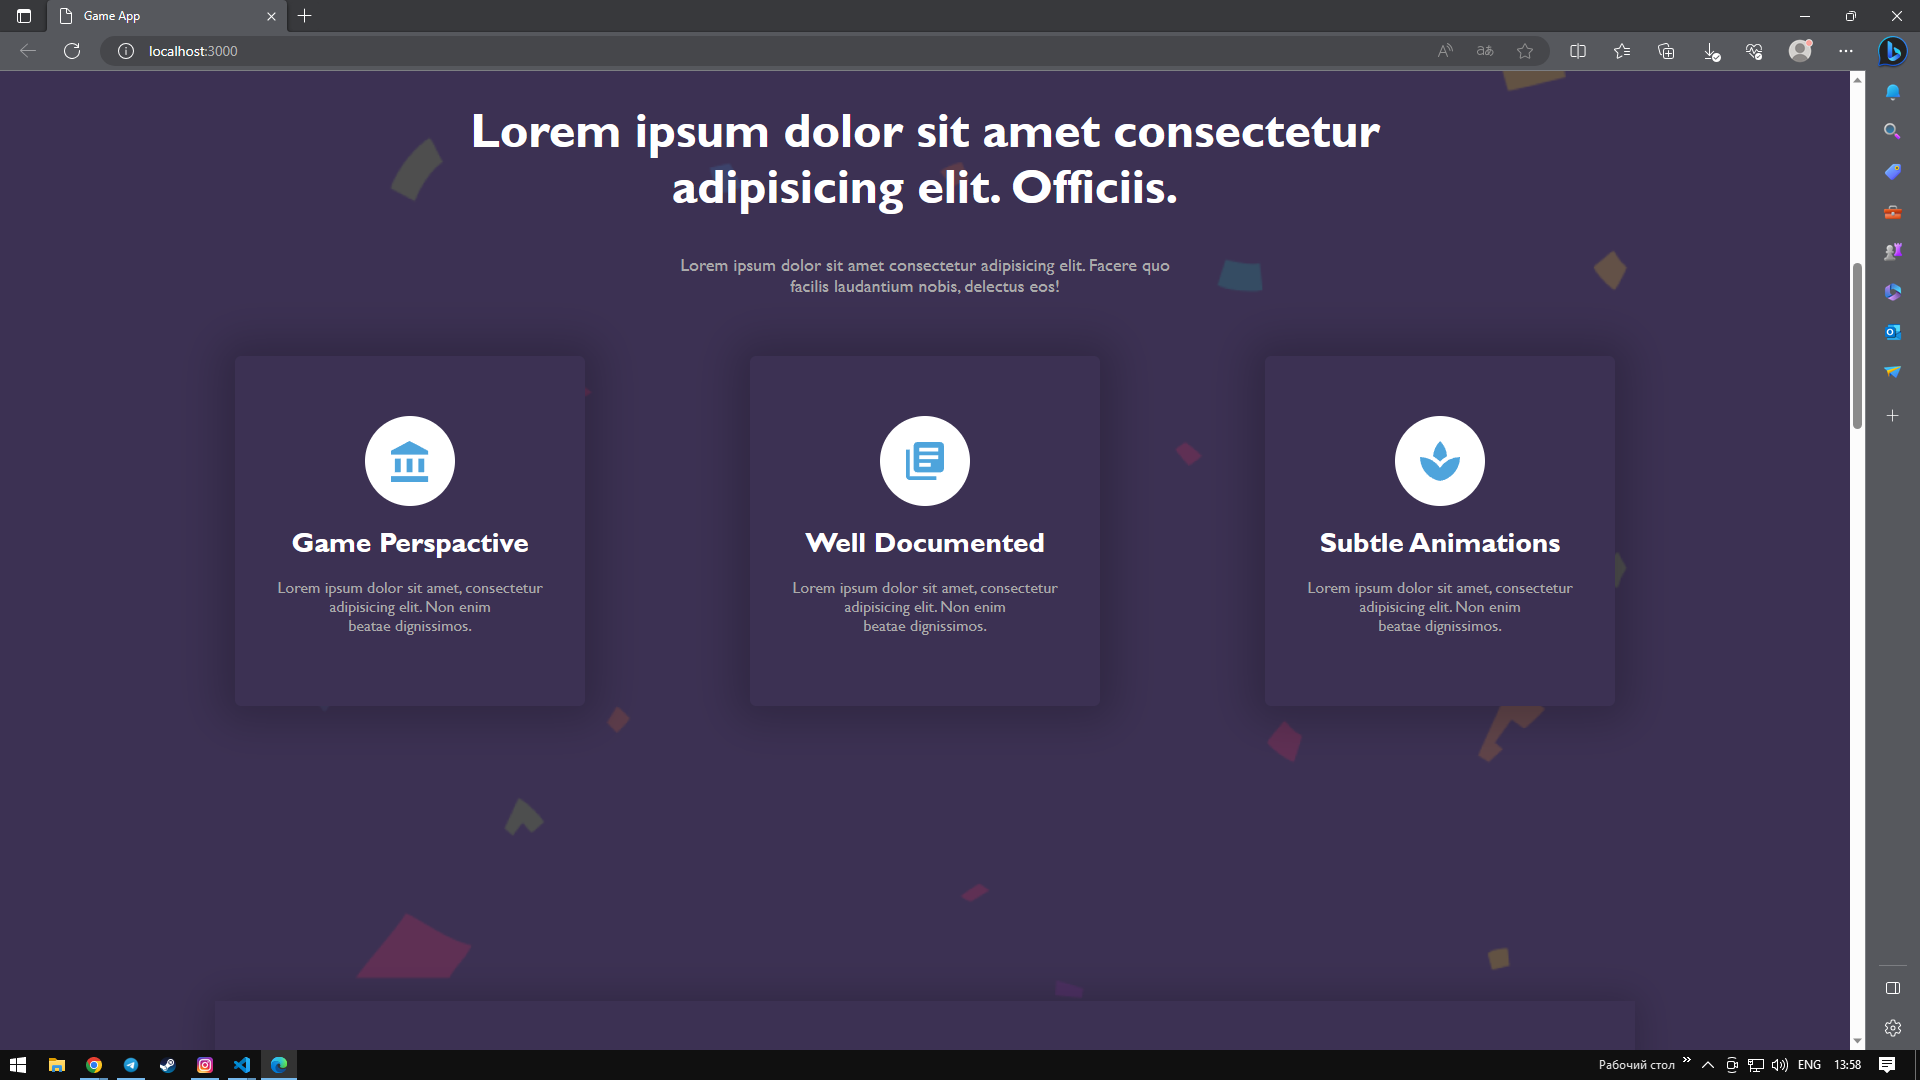 Game App
localhost:3000
Lorem ipsum dolor sit amet consectetur
adipisicing elit. Officiis.
Lorem ipsum dolor sit amet consectetur adipisicing elit. Facere quo
facilis laudantium nobis, delectus eos!
Game Perspactive
Lorem ipsum dolor sit amet, consectetur
adipisicing elit. Non enim
beatae dignissimos.
Well Documented
Lorem ipsum dolor sit amet, consectetur
adipisicing elit. Non enim
beatae dignissimos.
Subtle Animations
Lorem ipsum dolor sit amet, consectetur
adipisicing elit. Non enim
beatae dignissimos.
Рабочий стол
ENG
13:58